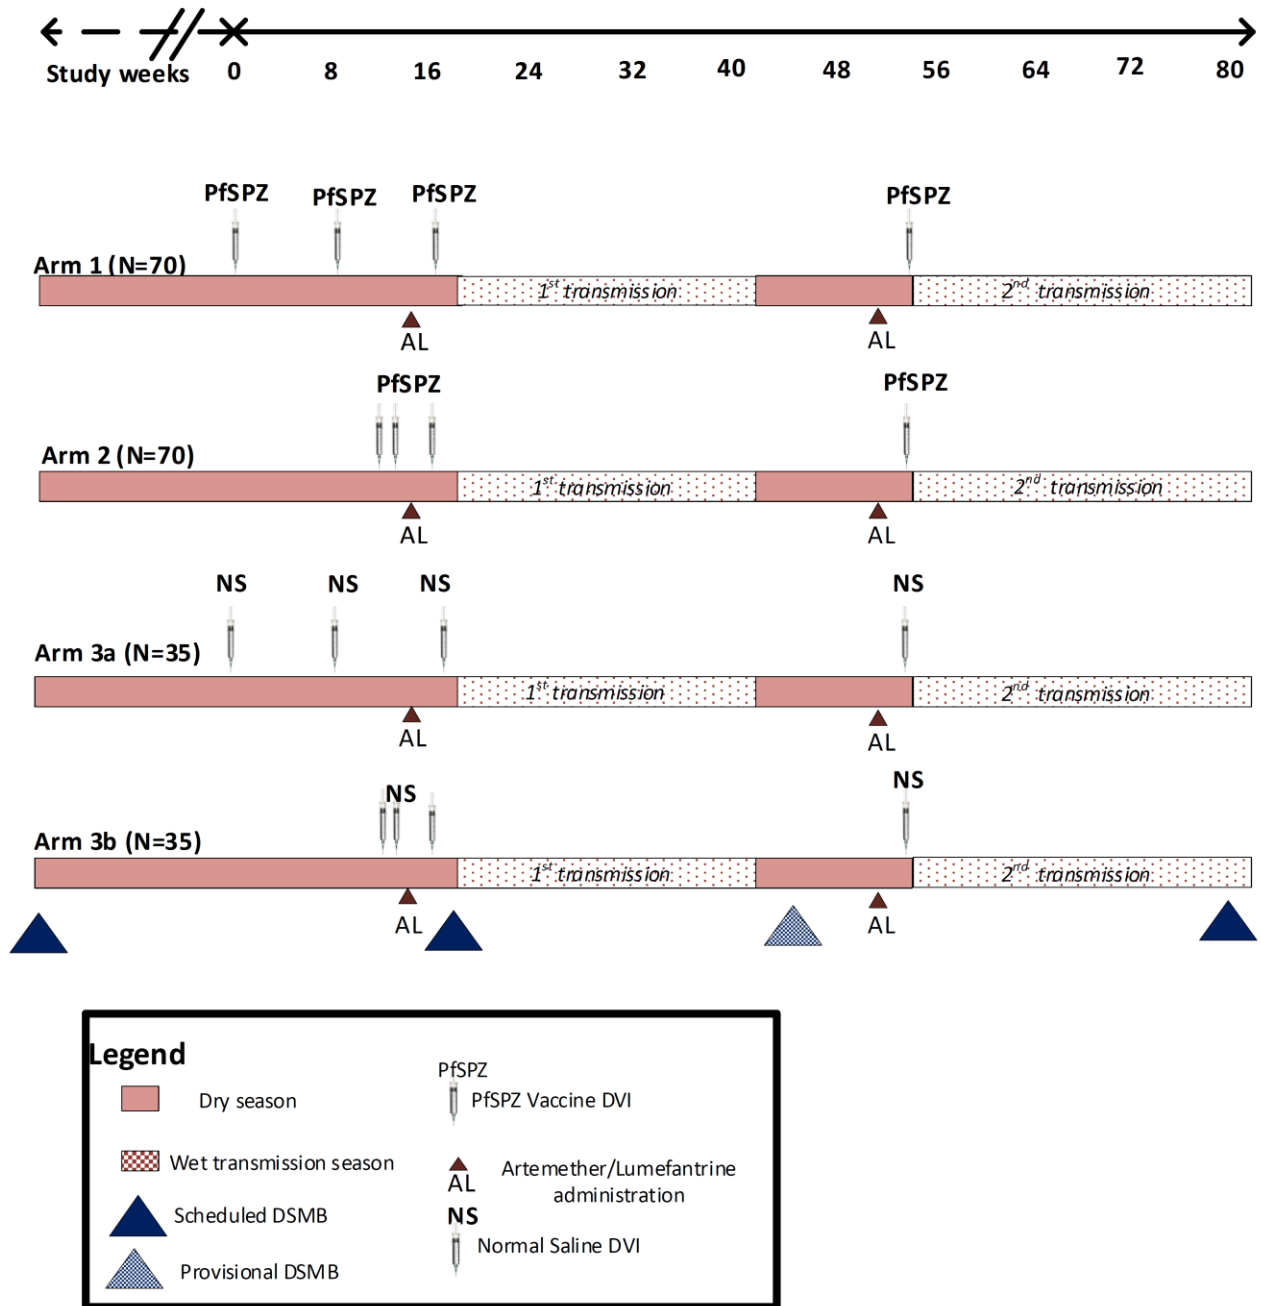 Study weeks 0 8 16 24 32 40 48 56 64 72 80
PfSPZ PfSPZ PfSPZ PfSPZ
Arm 1 (N=70)
1st transmission 2nd transmission
AL AL
PfSPZ PfSPZ
Arm 2 (N=70)
1st transmission 2nd transmission
AL AL
NS NS NS NS
Arm 3a (N=35)
1st transmission 2nd transmission
AL AL
NS NS
Arm 3b (N=35)
1st transmission 2nd transmission
AL AL
Legend
Dry season
Wet transmission season
Scheduled DSMB
Provisional DSMB
PfSPZ
PfSPZ Vaccine DVI
AL
Artemether/Lumefantrine
administration
NS
Normal Saline DVI